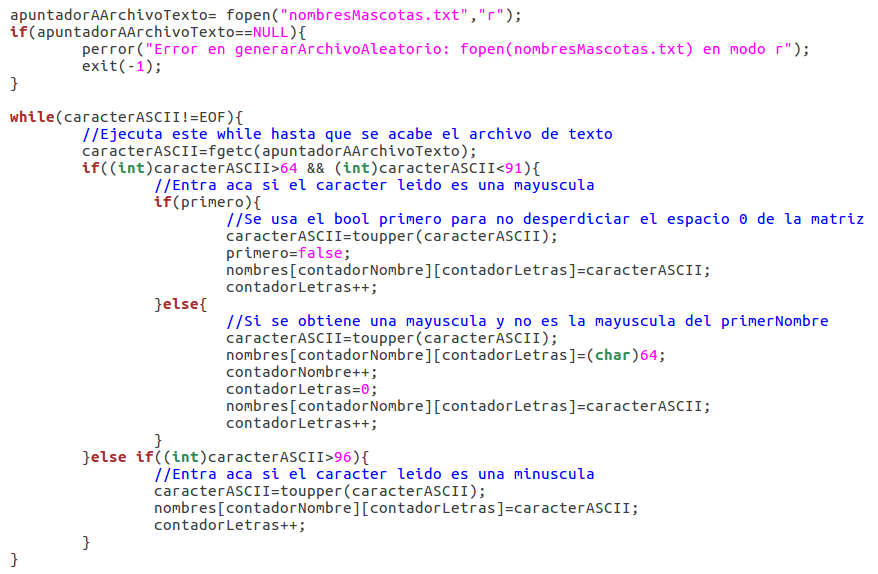 apuntadorAArchivoTexto= fopen("nombresMascotas.txt","r");
if(apuntadorAArchivoTexto==NULL){
        perror("Error en generarArchivoAleatorio: fopen(nombresMascotas.txt) en modo r");
        exit(-1);
}

while(caracterASCII!=EOF){
        //Ejecuta este while hasta que se acabe el archivo de texto
        caracterASCII=fgetc(apuntadorAArchivoTexto);
        if((int)caracterASCII>64 && (int)caracterASCII<91){
                //Entra aca si el caracter leido es una mayuscula
                if(primero){
                        //Se usa el bool primero para no desperdiciar el espacio 0 de la matriz
                        caracterASCII=toupper(caracterASCII);
                        primero=false;
                        nombres[contadorNombre][contadorLetras]=caracterASCII;
                        contadorLetras++;
                }else{
                        //Si se obtiene una mayuscula y no es la mayuscula del primerNombre
                        caracterASCII=toupper(caracterASCII);
                        nombres[contadorNombre][contadorLetras]=(char)64;
                        contadorNombre++;
                        contadorLetras=0;
                        nombres[contadorNombre][contadorLetras]=caracterASCII;
                        contadorLetras++;
                }
        }else if((int)caracterASCII>96){
                //Entra aca si el caracter leido es una minuscula
                caracterASCII=toupper(caracterASCII);
                nombres[contadorNombre][contadorLetras]=caracterASCII;
                contadorLetras++;
        }
}